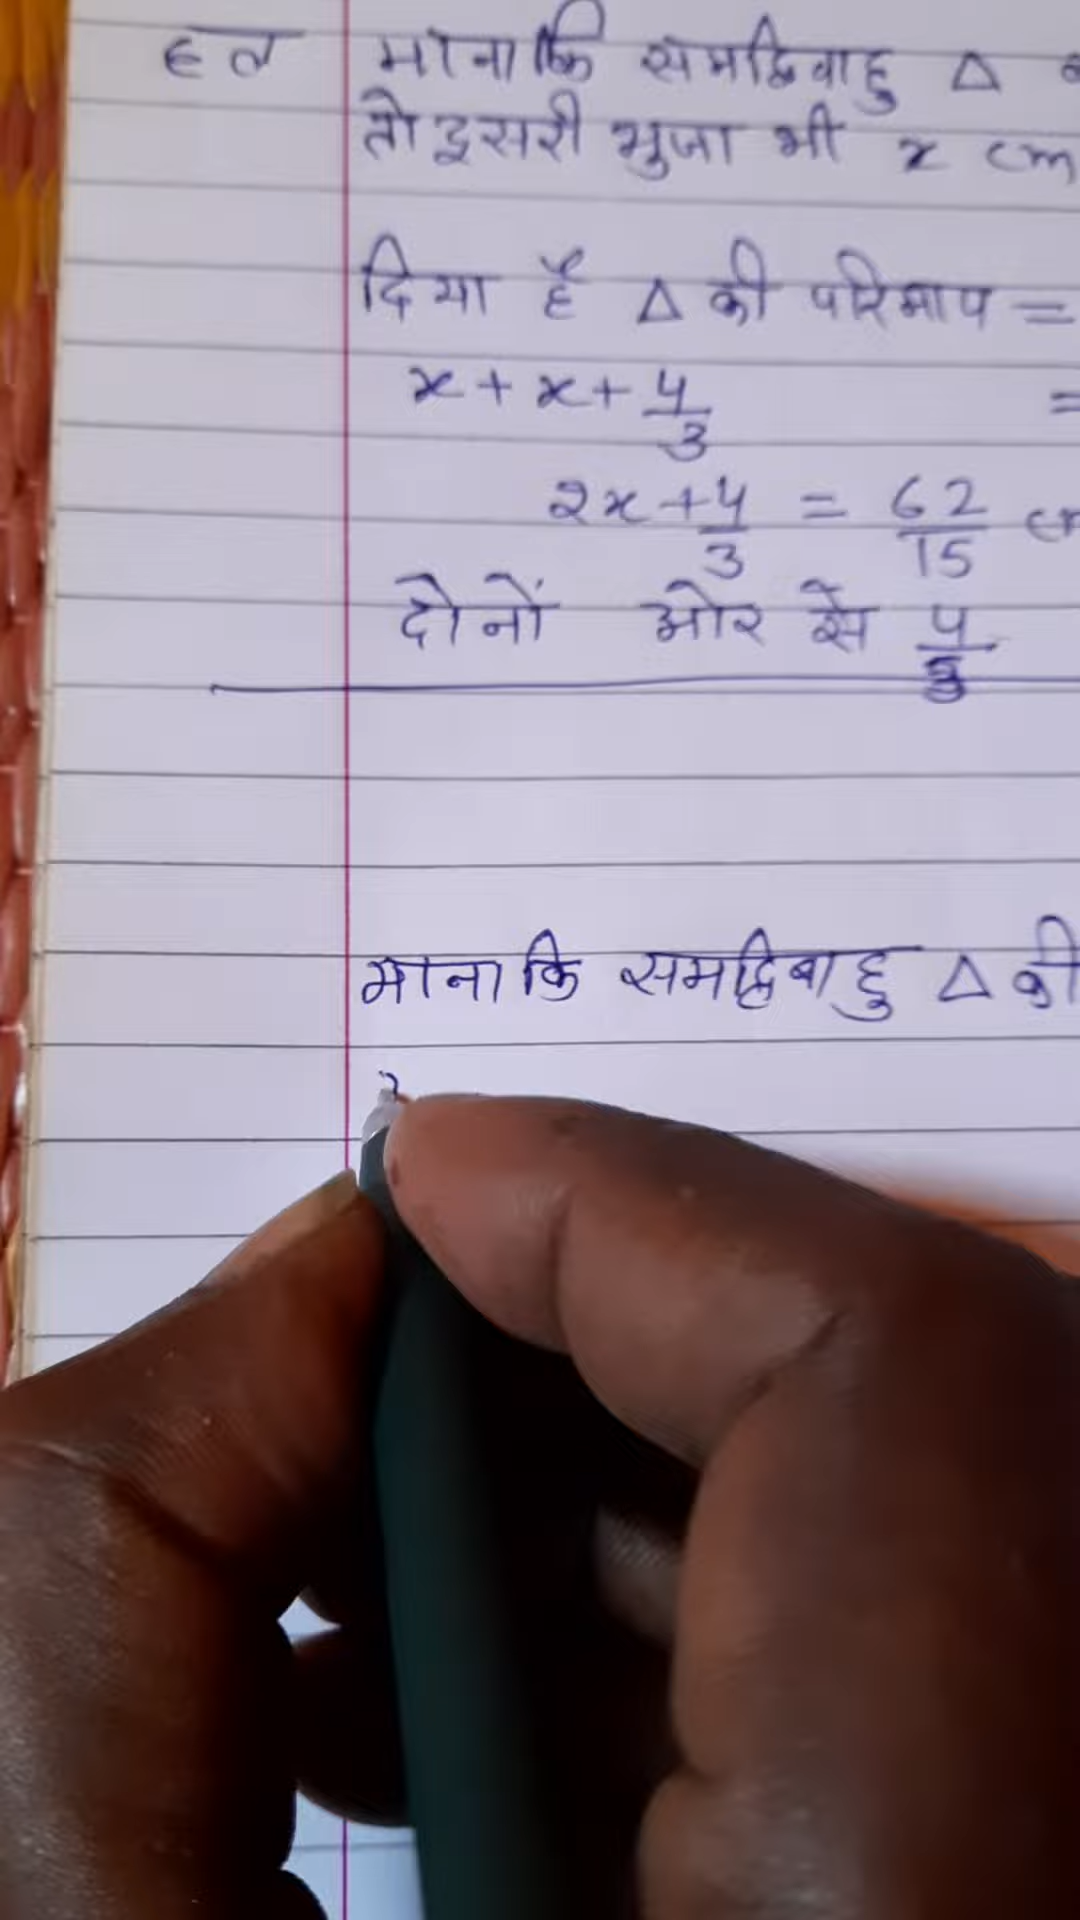 हल मानाकि समद्विबाहु Δ
तो दूसरी भुजा भी x cm
दिया है Δ की परिमाप =
x + x + 4/3 =
2x + 4/3 = 62/15
दोनों ओर से 4/3
मानाकि समद्विबाहु Δ की